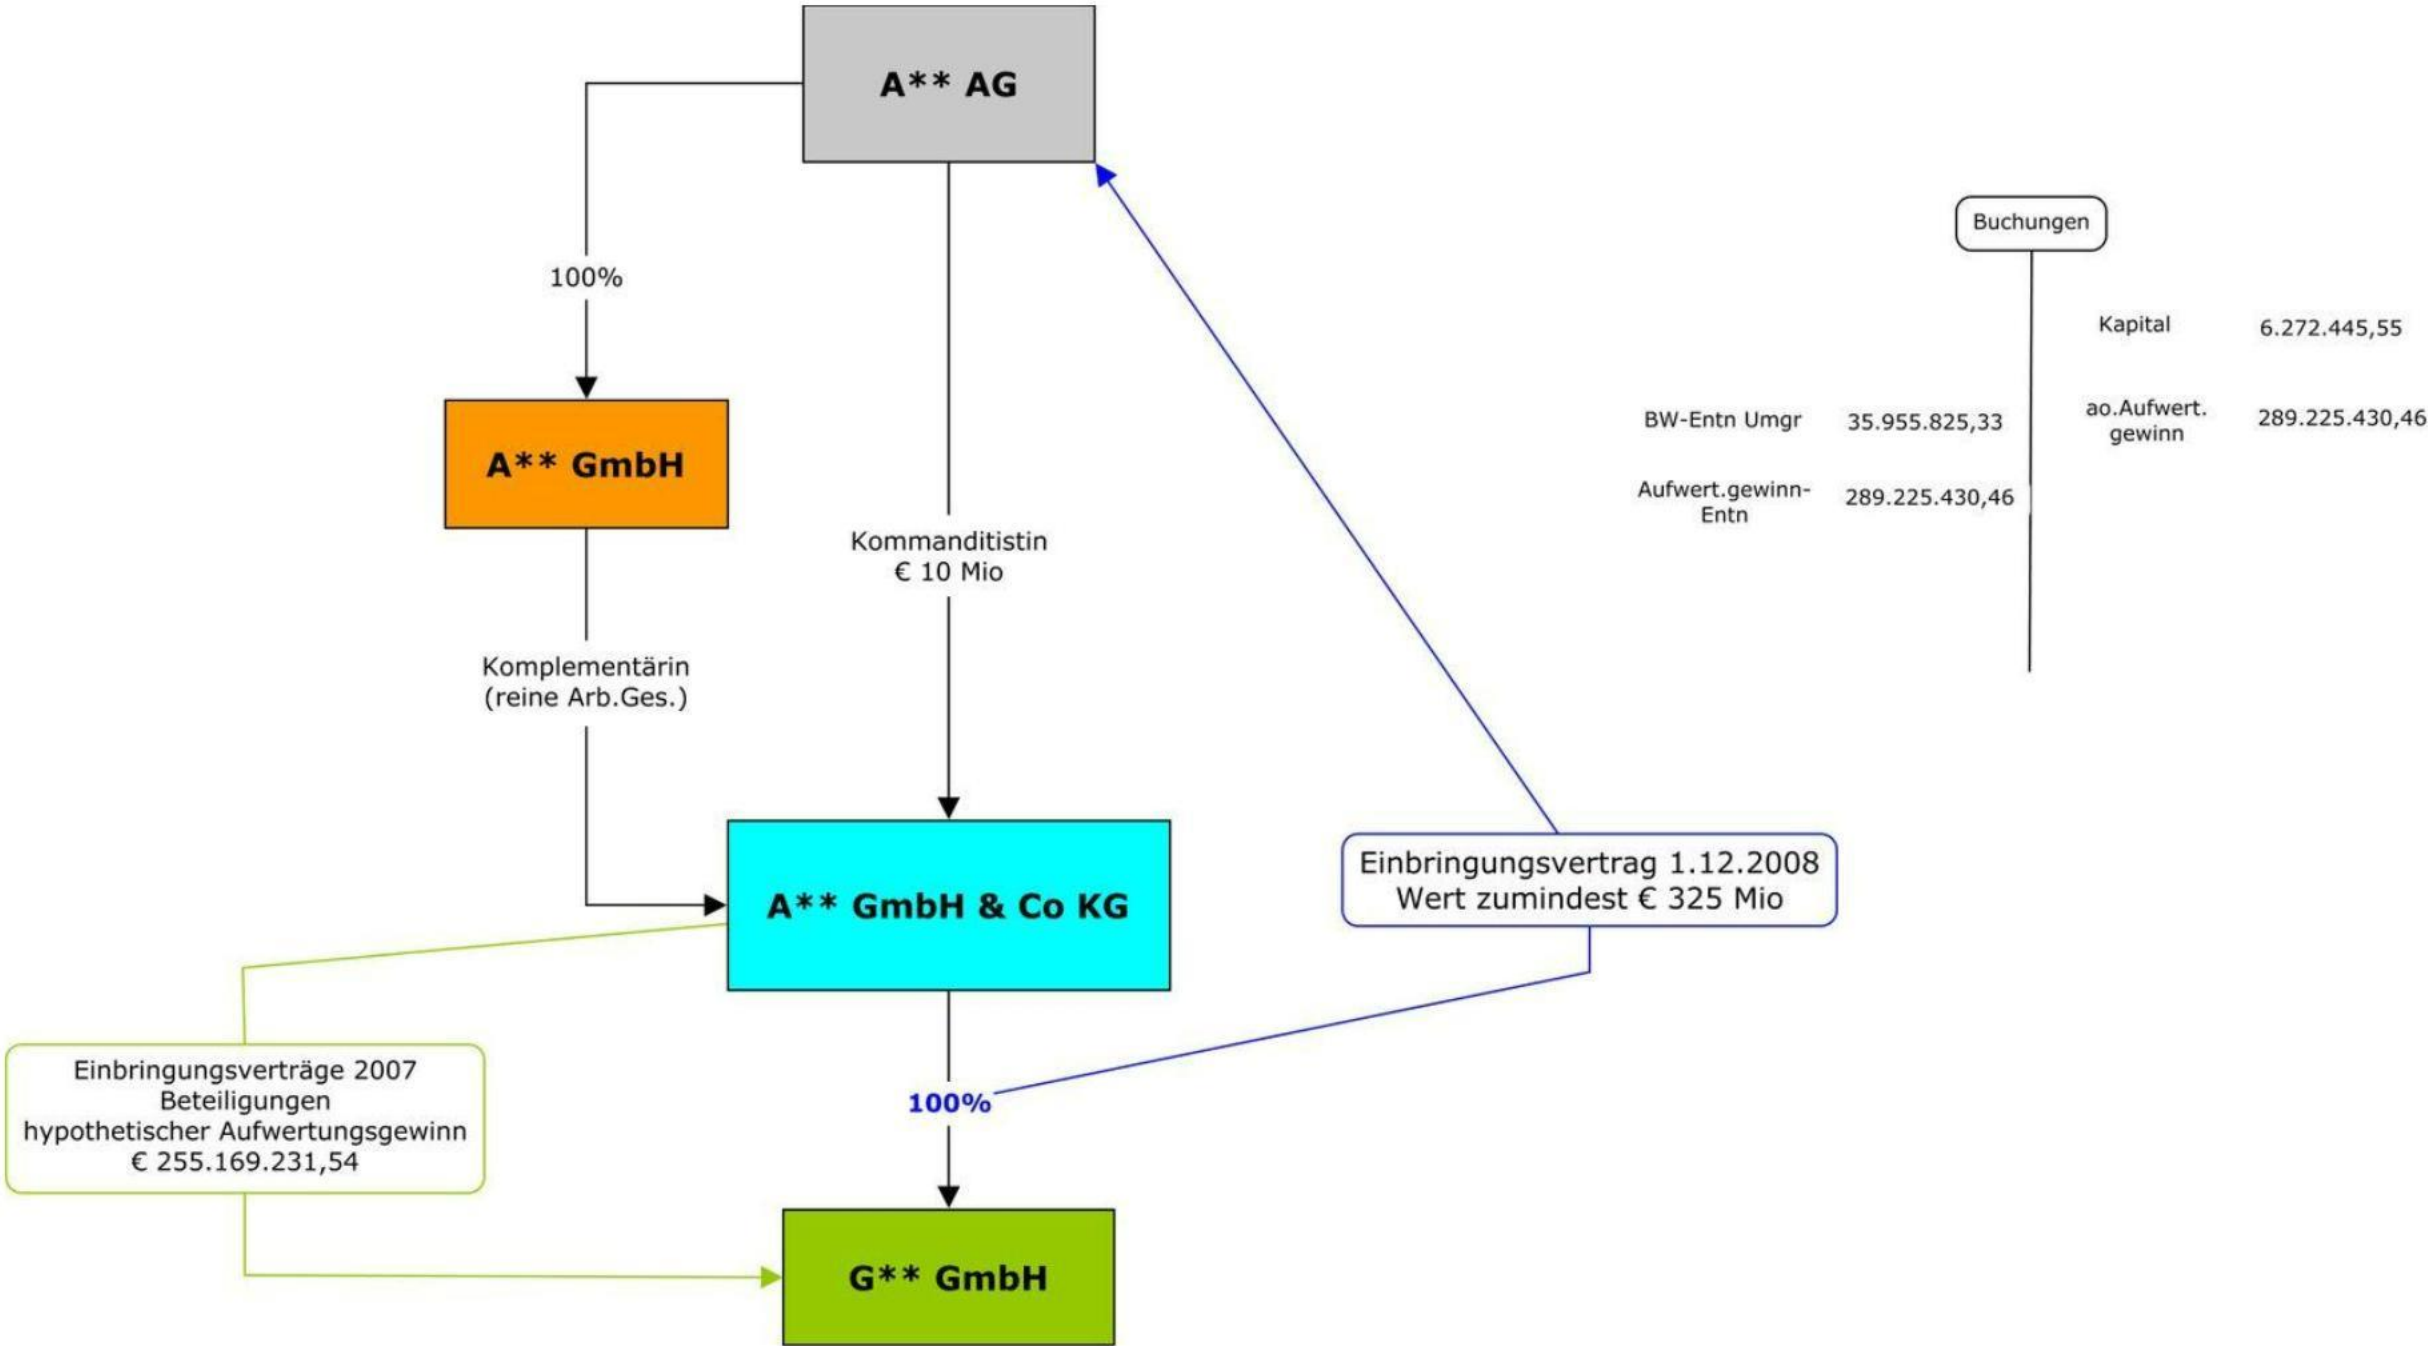 A** AG
Buchungen
100%
Kapital 6.272.445,55
BW-Entn Umgr 35.955.825,33
ao.Aufwert.
gewinn
289.225.430,46
A** GmbH
Aufwert.gewinn-
Entn
289.225.430,46
Kommanditistin
€ 10 Mio
Komplementärin
(reine Arb.Ges.)
A** GmbH & Co KG
Einbringungsvertrag 1.12.2008
Wert zumindest € 325 Mio
Einbringungsverträge 2007
Beteiligungen
hypothetischer Aufwertungsgewinn
€ 255.169.231,54
100%
G** GmbH